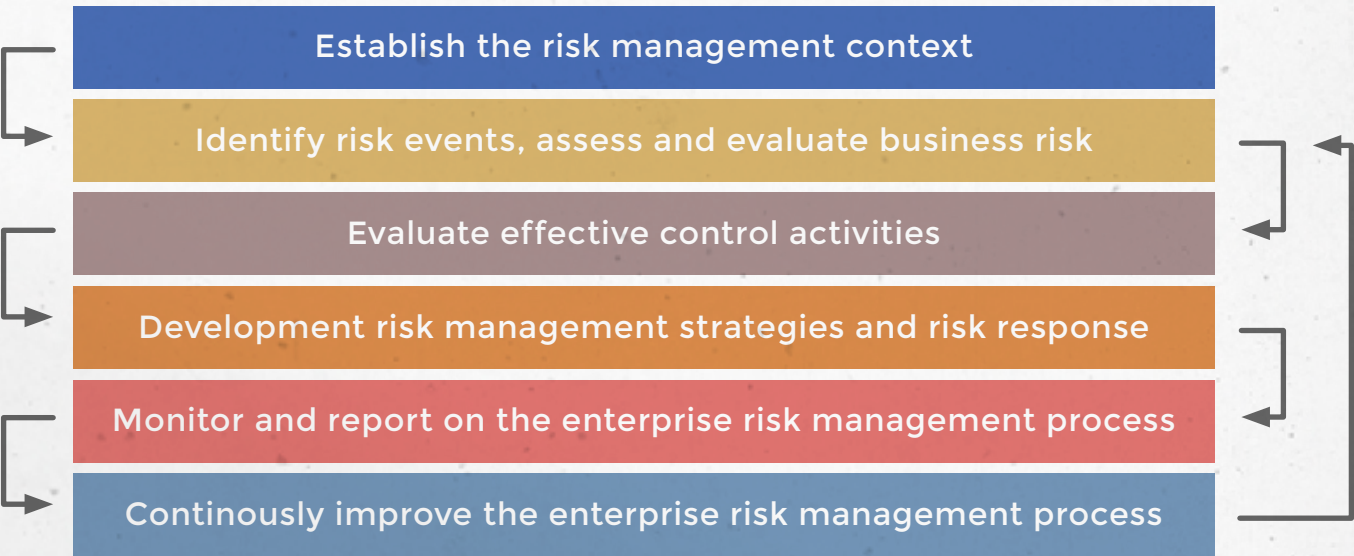 Establish the risk management context
Identify risk events, assess and evaluate business risk
Evaluate effective control activities
Development risk management strategies and risk response
Monitor and report on the enterprise risk management process
Continously improve the enterprise risk management process